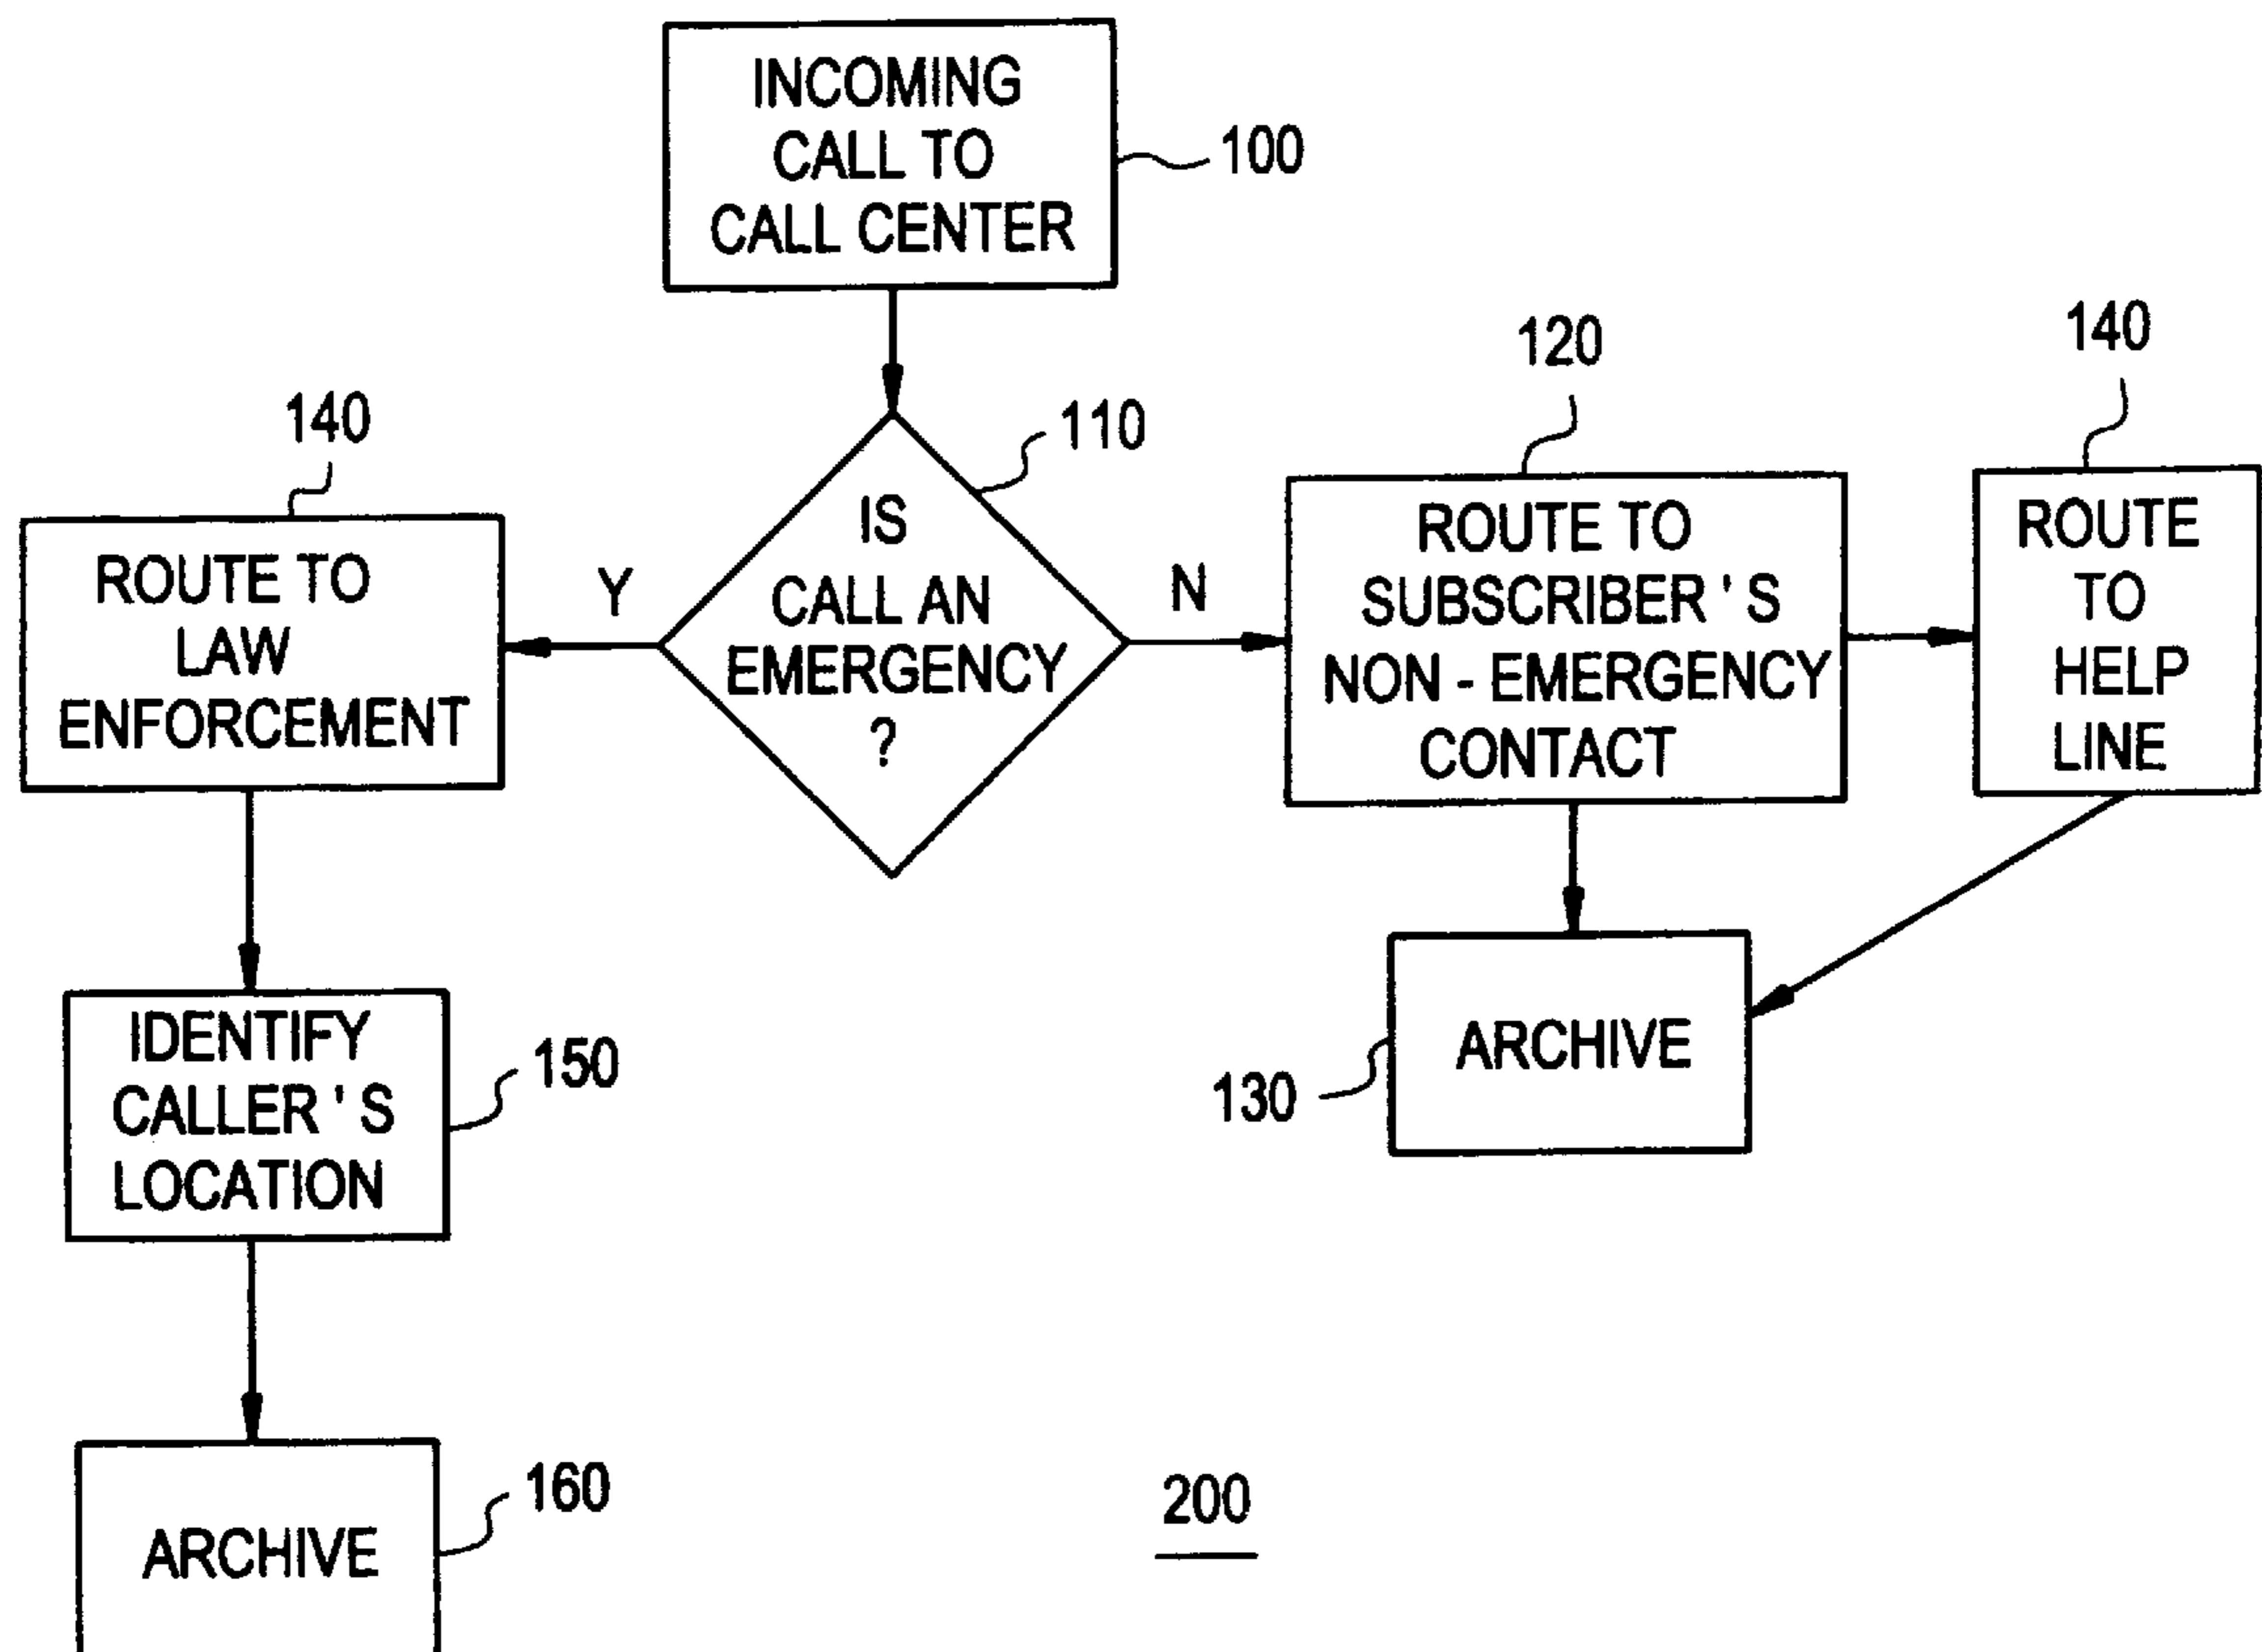 INCOMING
CALL TO
CALL CENTER
100
110
IS
CALL AN
EMERGENCY
?
Y
N
140
ROUTE TO
LAW
ENFORCEMENT
120
ROUTE TO
SUBSCRIBER ' S
NON - EMERGENCY
CONTACT
140
ROUTE
TO
HELP
LINE
IDENTIFY
CALLER ' S
LOCATION
150
ARCHIVE
130
ARCHIVE
160
200